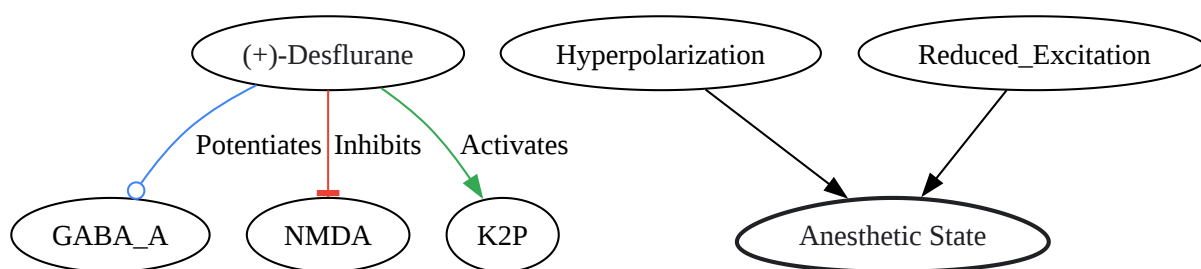 (+)-Desflurane
Hyperpolarization
Reduced_Excitation
Potentiates
Inhibits
Activates
GABA_A
NMDA
K2P
Anesthetic State